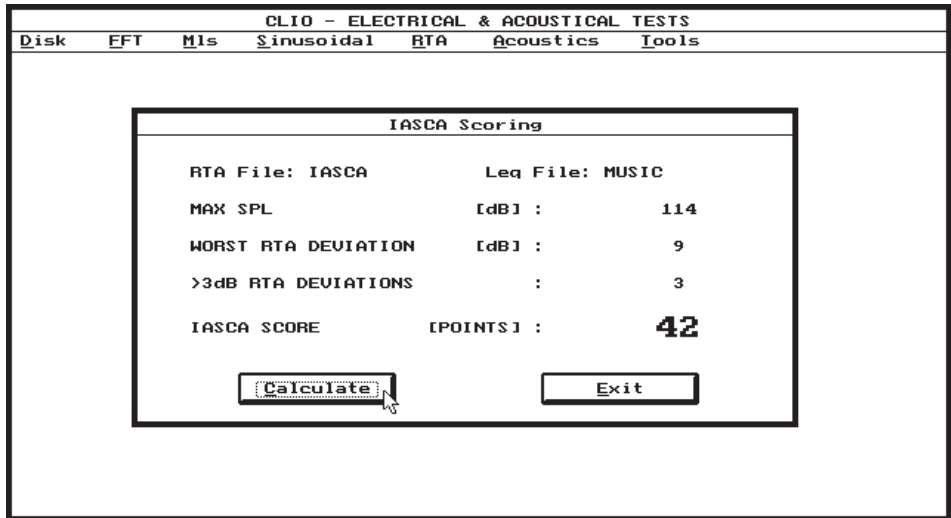 CLIO - ELECTRICAL & ACOUSTICAL TESTS
Disk FFT Mls Sinusoidal RTA Acoustics Tools
IASCA Scoring
RTA File: IASCA Leq File: MUSIC
MAX SPL [dB] : 114
WORST RTA DEVIATION [dB] : 9
>3dB RTA DEVIATIONS : 3
IASCA SCORE [POINTS] : 42
Calculate Exit